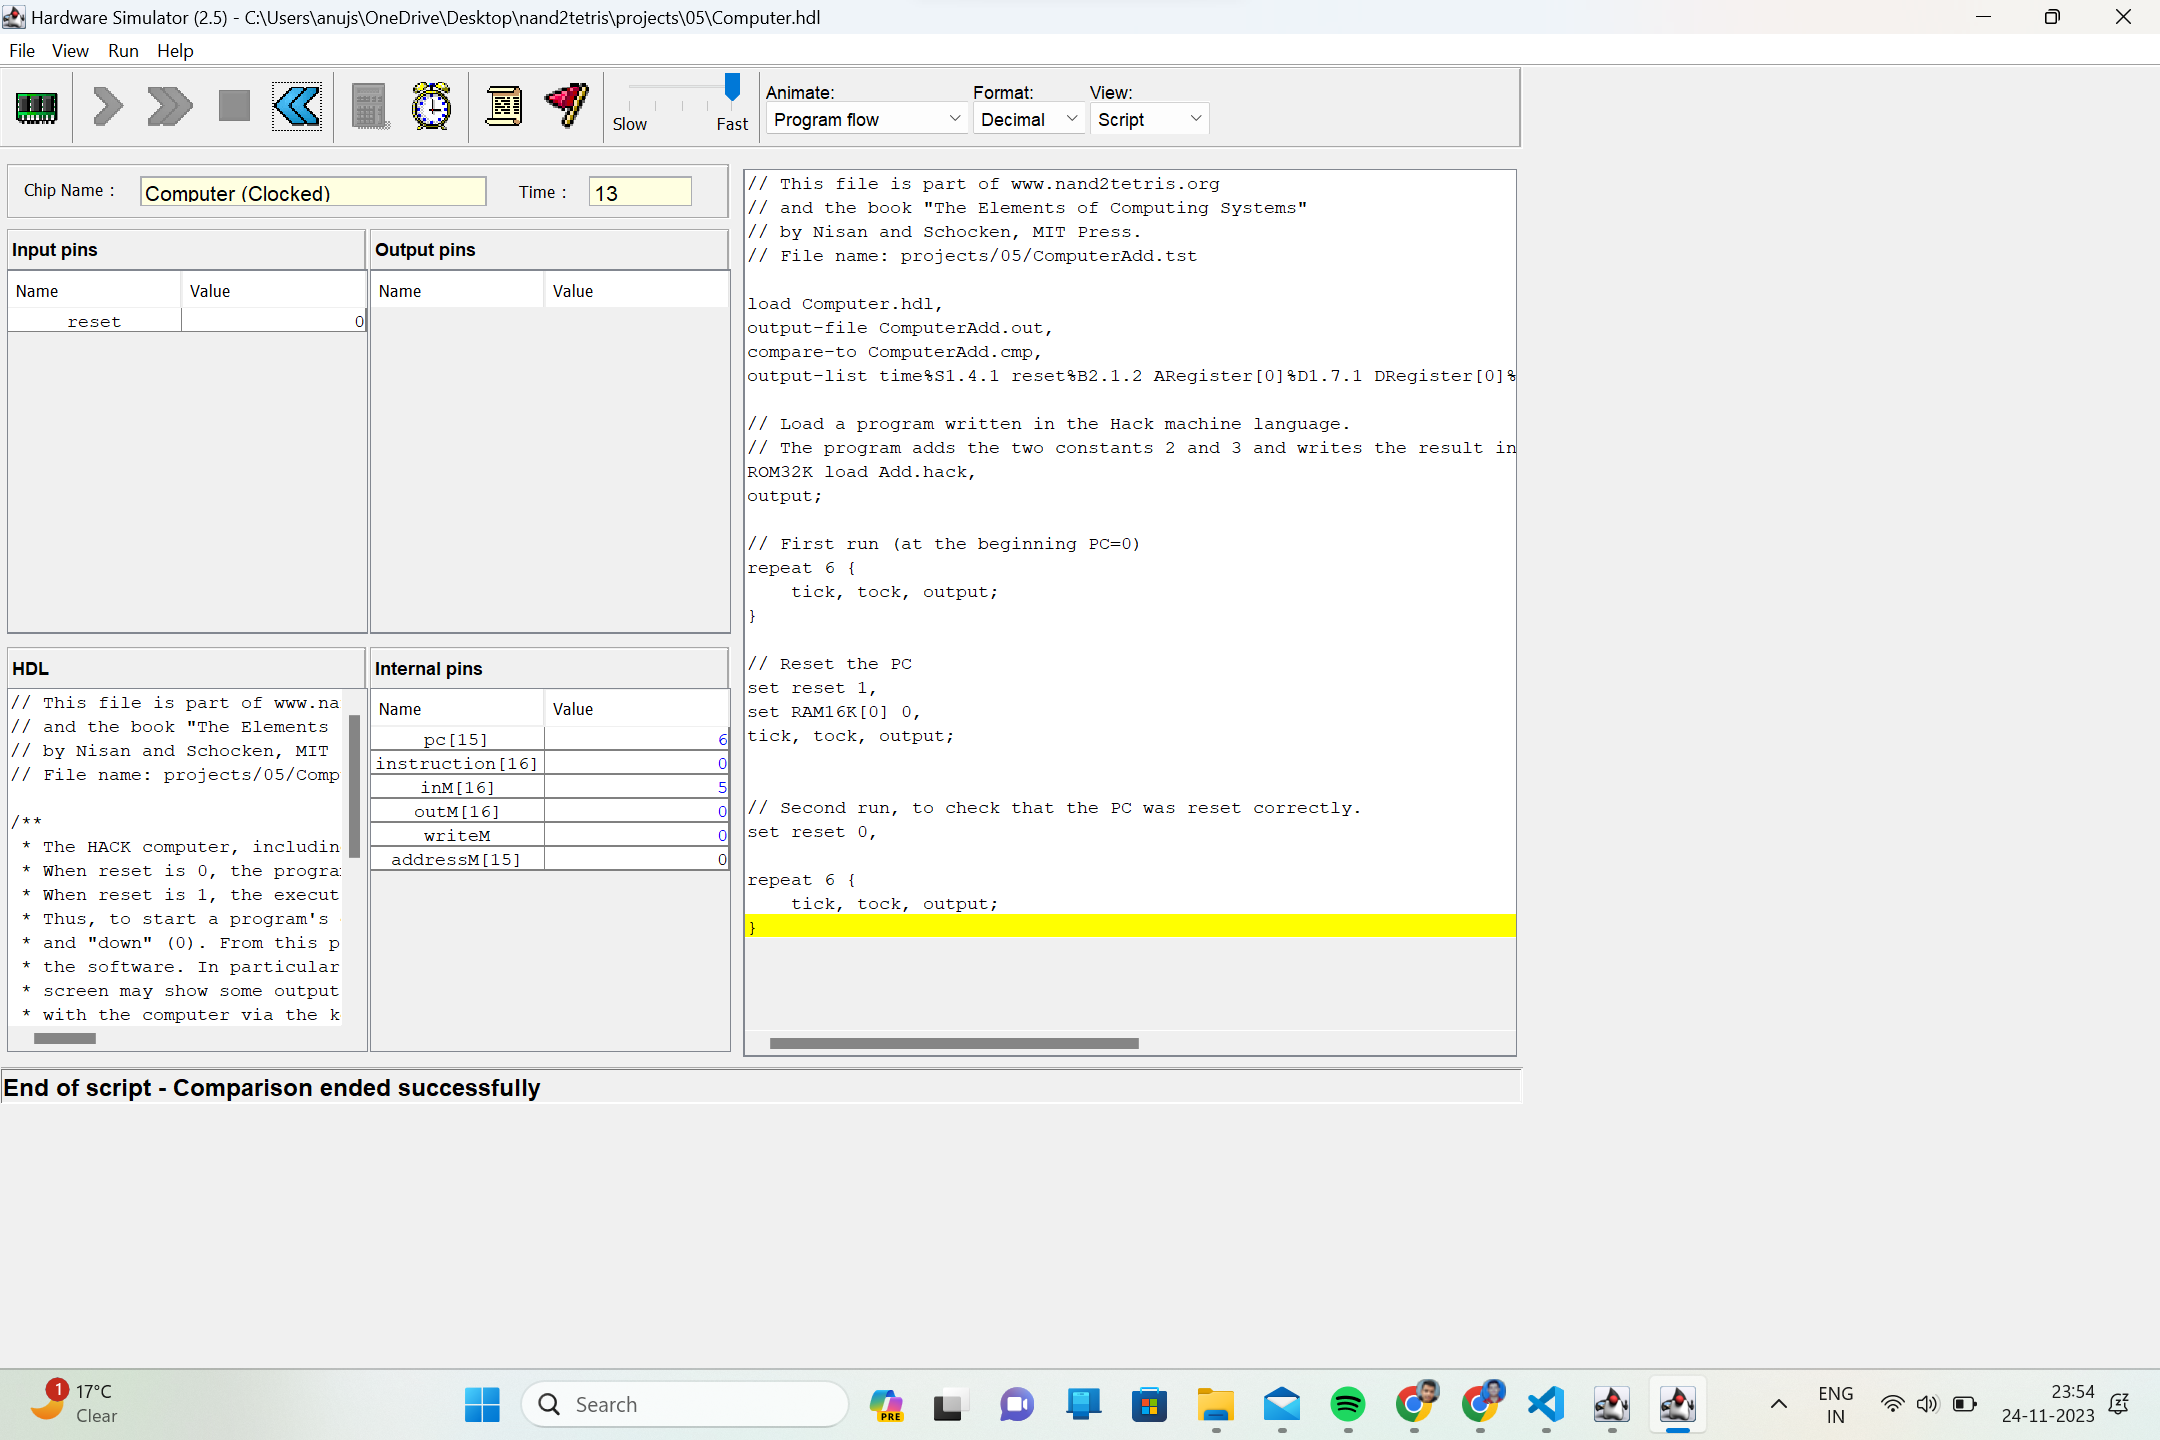 Hardware Simulator (2.5) - C:\Users\anujs\OneDrive\Desktop\nand2tetris\projects\05\Computer.hdl
File View Run Help
Slow Fast
Animate: Format: View:
Program flow Decimal Script
Chip Name : Computer (Clocked) Time : 13
Input pins
Name Value
reset 0
Output pins
Name Value
HDL
// This file is part of www.na
// and the book "The Elements
// by Nisan and Schocken, MIT
// File name: projects/05/Comp
/**
* The HACK computer, includin
* When reset is 0, the progra
* When reset is 1, the execut
* Thus, to start a program's
* and "down" (0). From this p
* the software. In particular
* screen may show some output
* with the computer via the k
Internal pins
Name Value
pc[15] 6
instruction[16] 0
inM[16] 5
outM[16] 0
writeM 0
addressM[15] 0
// This file is part of www.nand2tetris.org
// and the book "The Elements of Computing Systems"
// by Nisan and Schocken, MIT Press.
// File name: projects/05/ComputerAdd.tst
load Computer.hdl,
output-file ComputerAdd.out,
compare-to ComputerAdd.cmp,
output-list time%S1.4.1 reset%B2.1.2 ARegister[0]%D1.7.1 DRegister[0]%
// Load a program written in the Hack machine language.
// The program adds the two constants 2 and 3 and writes the result in
ROM32K load Add.hack,
output;
// First run (at the beginning PC=0)
repeat 6 {
tick, tock, output;
}
// Reset the PC
set reset 1,
set RAM16K[0] 0,
tick, tock, output;
// Second run, to check that the PC was reset correctly.
set reset 0,
repeat 6 {
tick, tock, output;
}
End of script - Comparison ended successfully
1
17°C
Clear
Search
PRE
ENG
IN
23:54
24-11-2023